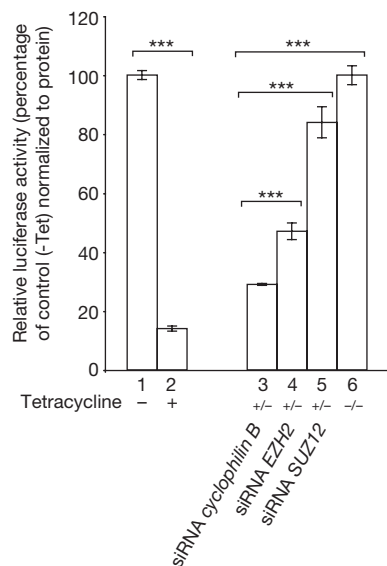 Relative luciferase activity (percentage
of control (-Tet) normalized to protein)
120
100
80
60
40
20
0
***
***
***
***
1 2 3 4 5 6
Tetracycline – + +/– +/– +/– –/–
siRNA cyclophilin B
siRNA EZH2
siRNA SUZ12